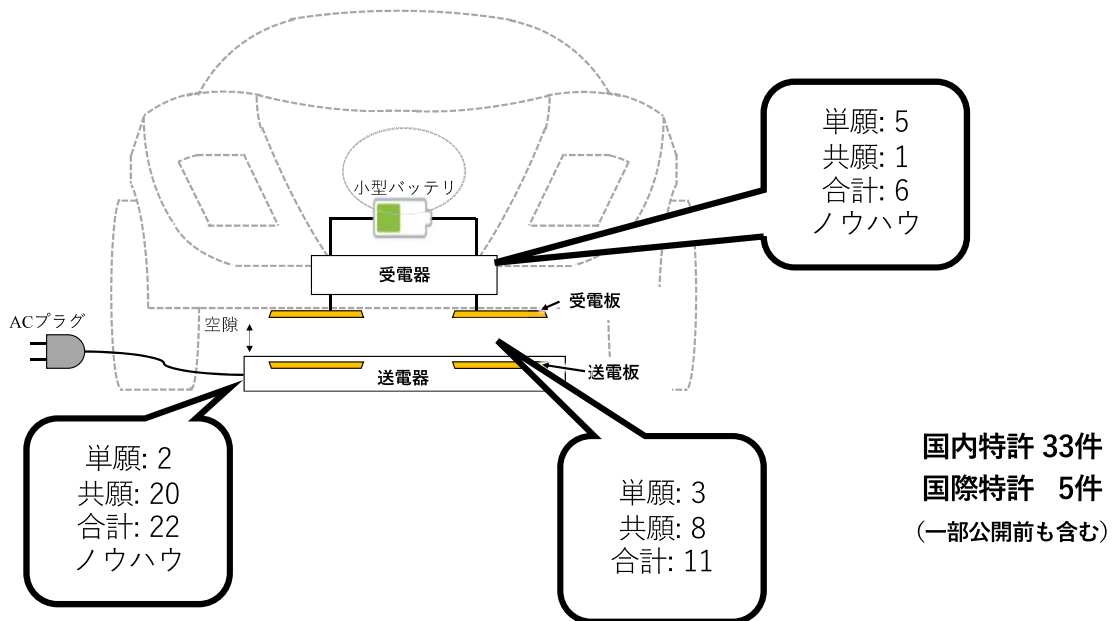 単願: 5
共願: 1
合計: 6
ノウハウ
小型バッテリ
受電器
受電板
ACプラグ
空隙
送電器
送電板
単願: 2
共願: 20
合計: 22
ノウハウ
単願: 3
共願: 8
合計: 11
国内特許 33件
国際特許 5件
(一部公開前も含む)